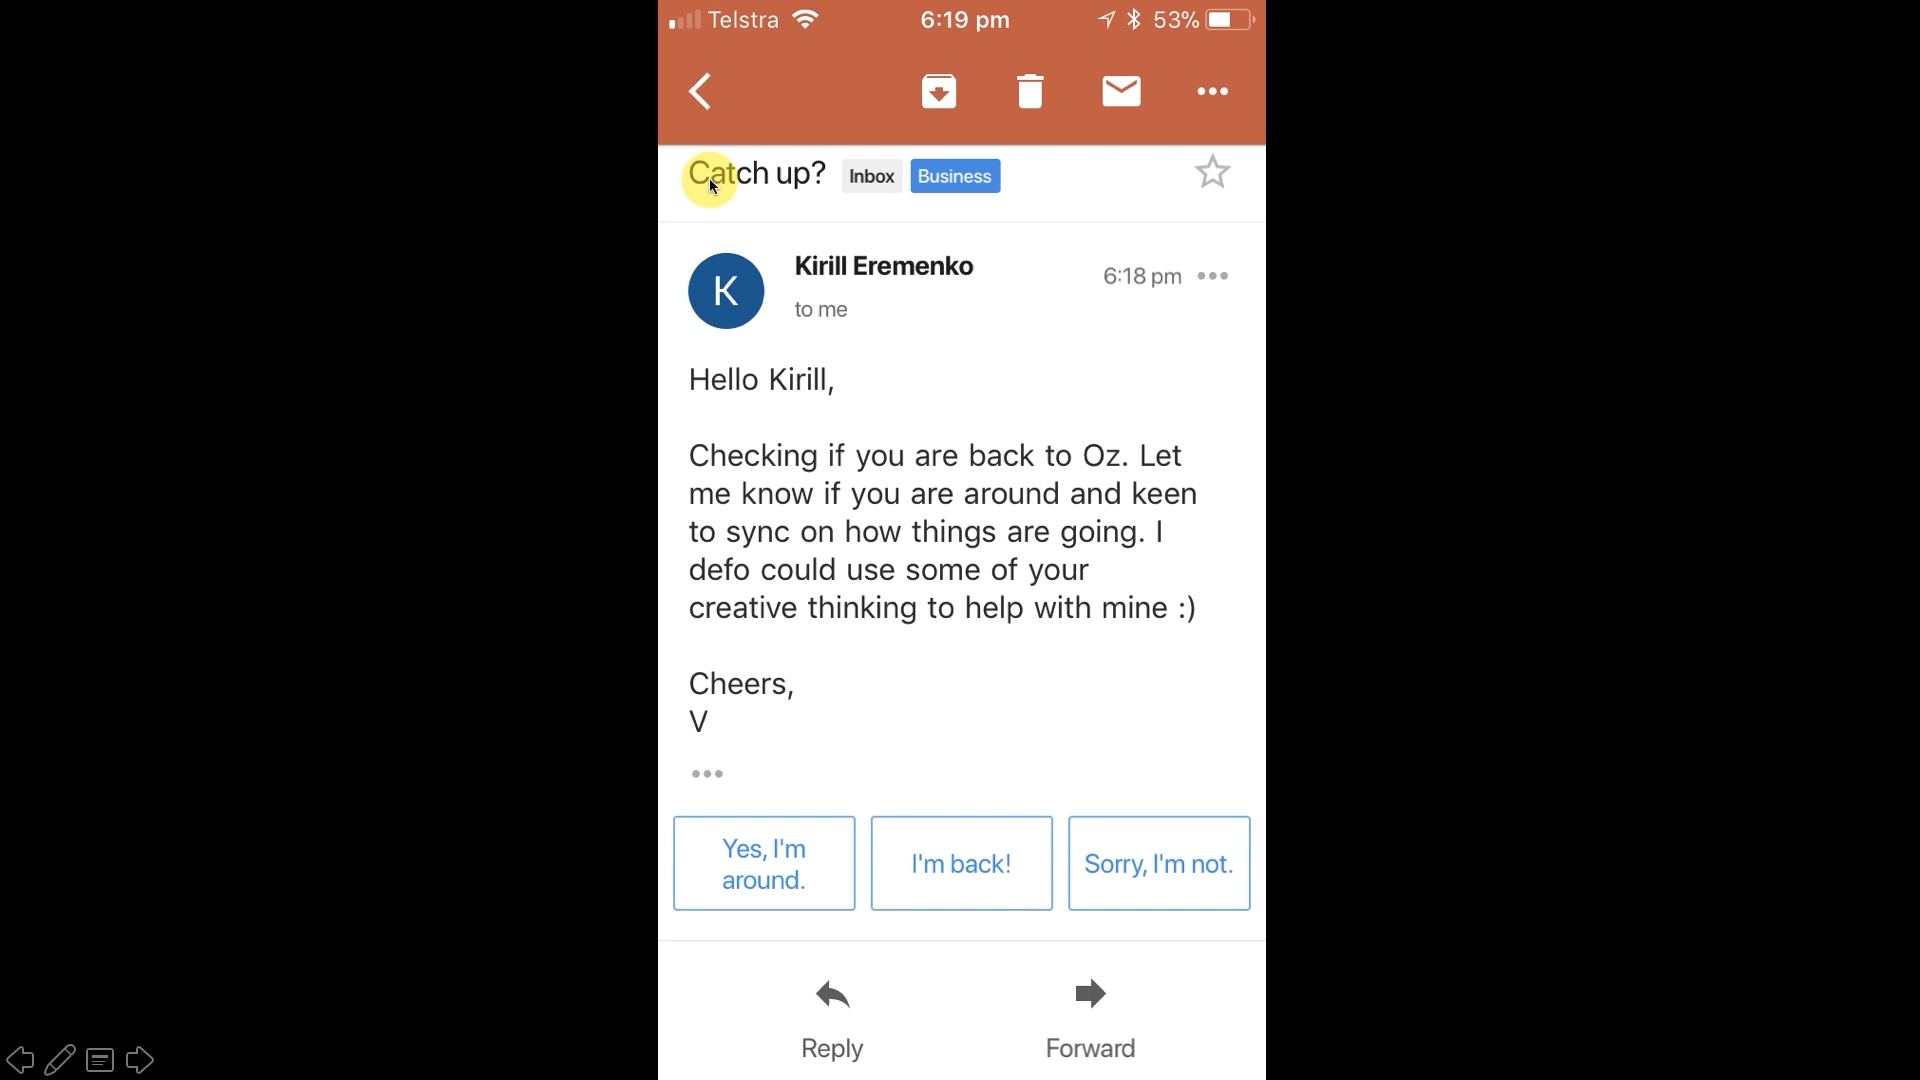 Telstra 6:19 pm 53%
Catch up? Inbox Business
K
Kirill Eremenko
6:18 pm
to me
Hello Kirill,
Checking if you are back to Oz. Let
me know if you are around and keen
to sync on how things are going. I
defo could use some of your
creative thinking to help with mine :)
Cheers,
V
Yes, I'm
around.
I'm back!
Sorry, I'm not.
Reply
Forward